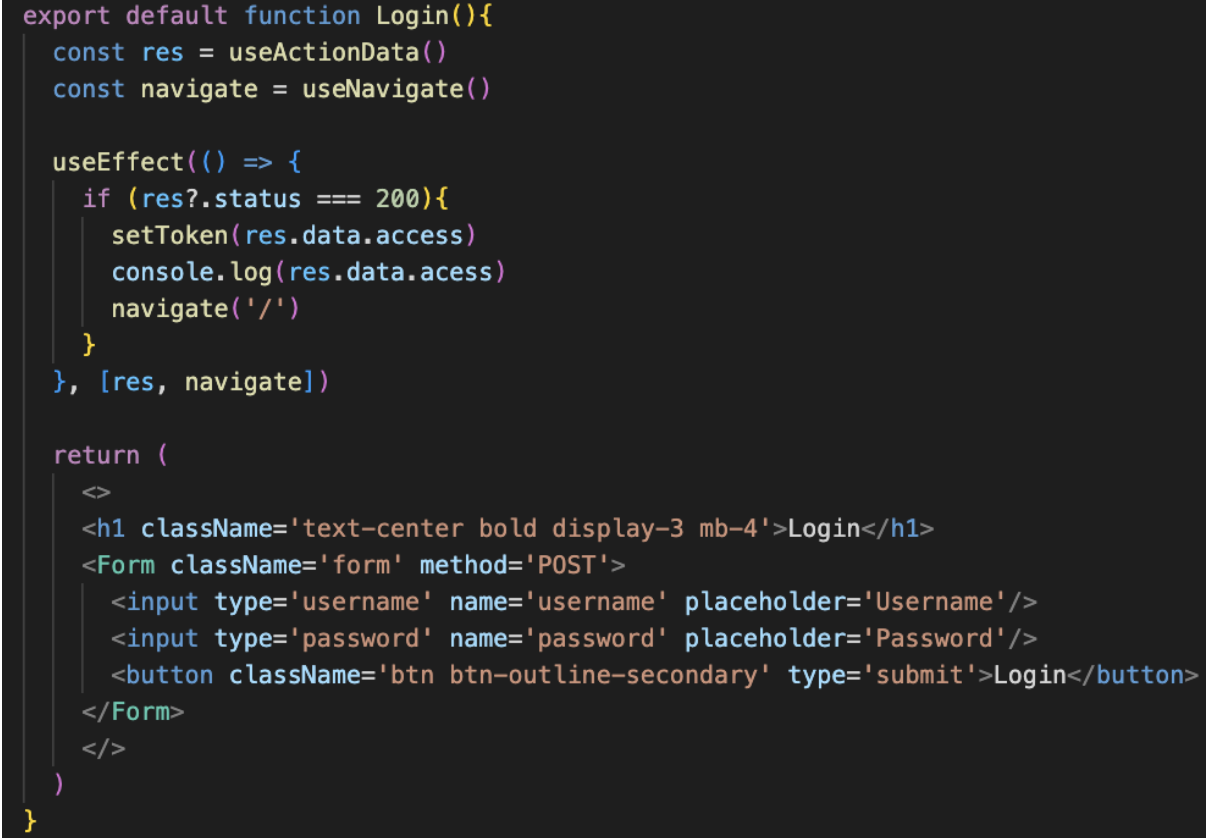 export default function Login(){
const res = useActionData()
const navigate = useNavigate()
useEffect(() => {
if (res?.status === 200){
setToken(res.data.access)
console.log(res.data.acess)
navigate('/')
}
}, [res, navigate])
return (
<>
<h1 className='text-center bold display-3 mb-4'>Login</h1>
<Form className='form' method='POST'>
<input type='username' name='username' placeholder='Username'/>
<input type='password' name='password' placeholder='Password'/>
<button className='btn btn-outline-secondary' type='submit'>Login</button>
</Form>
</>
)
}